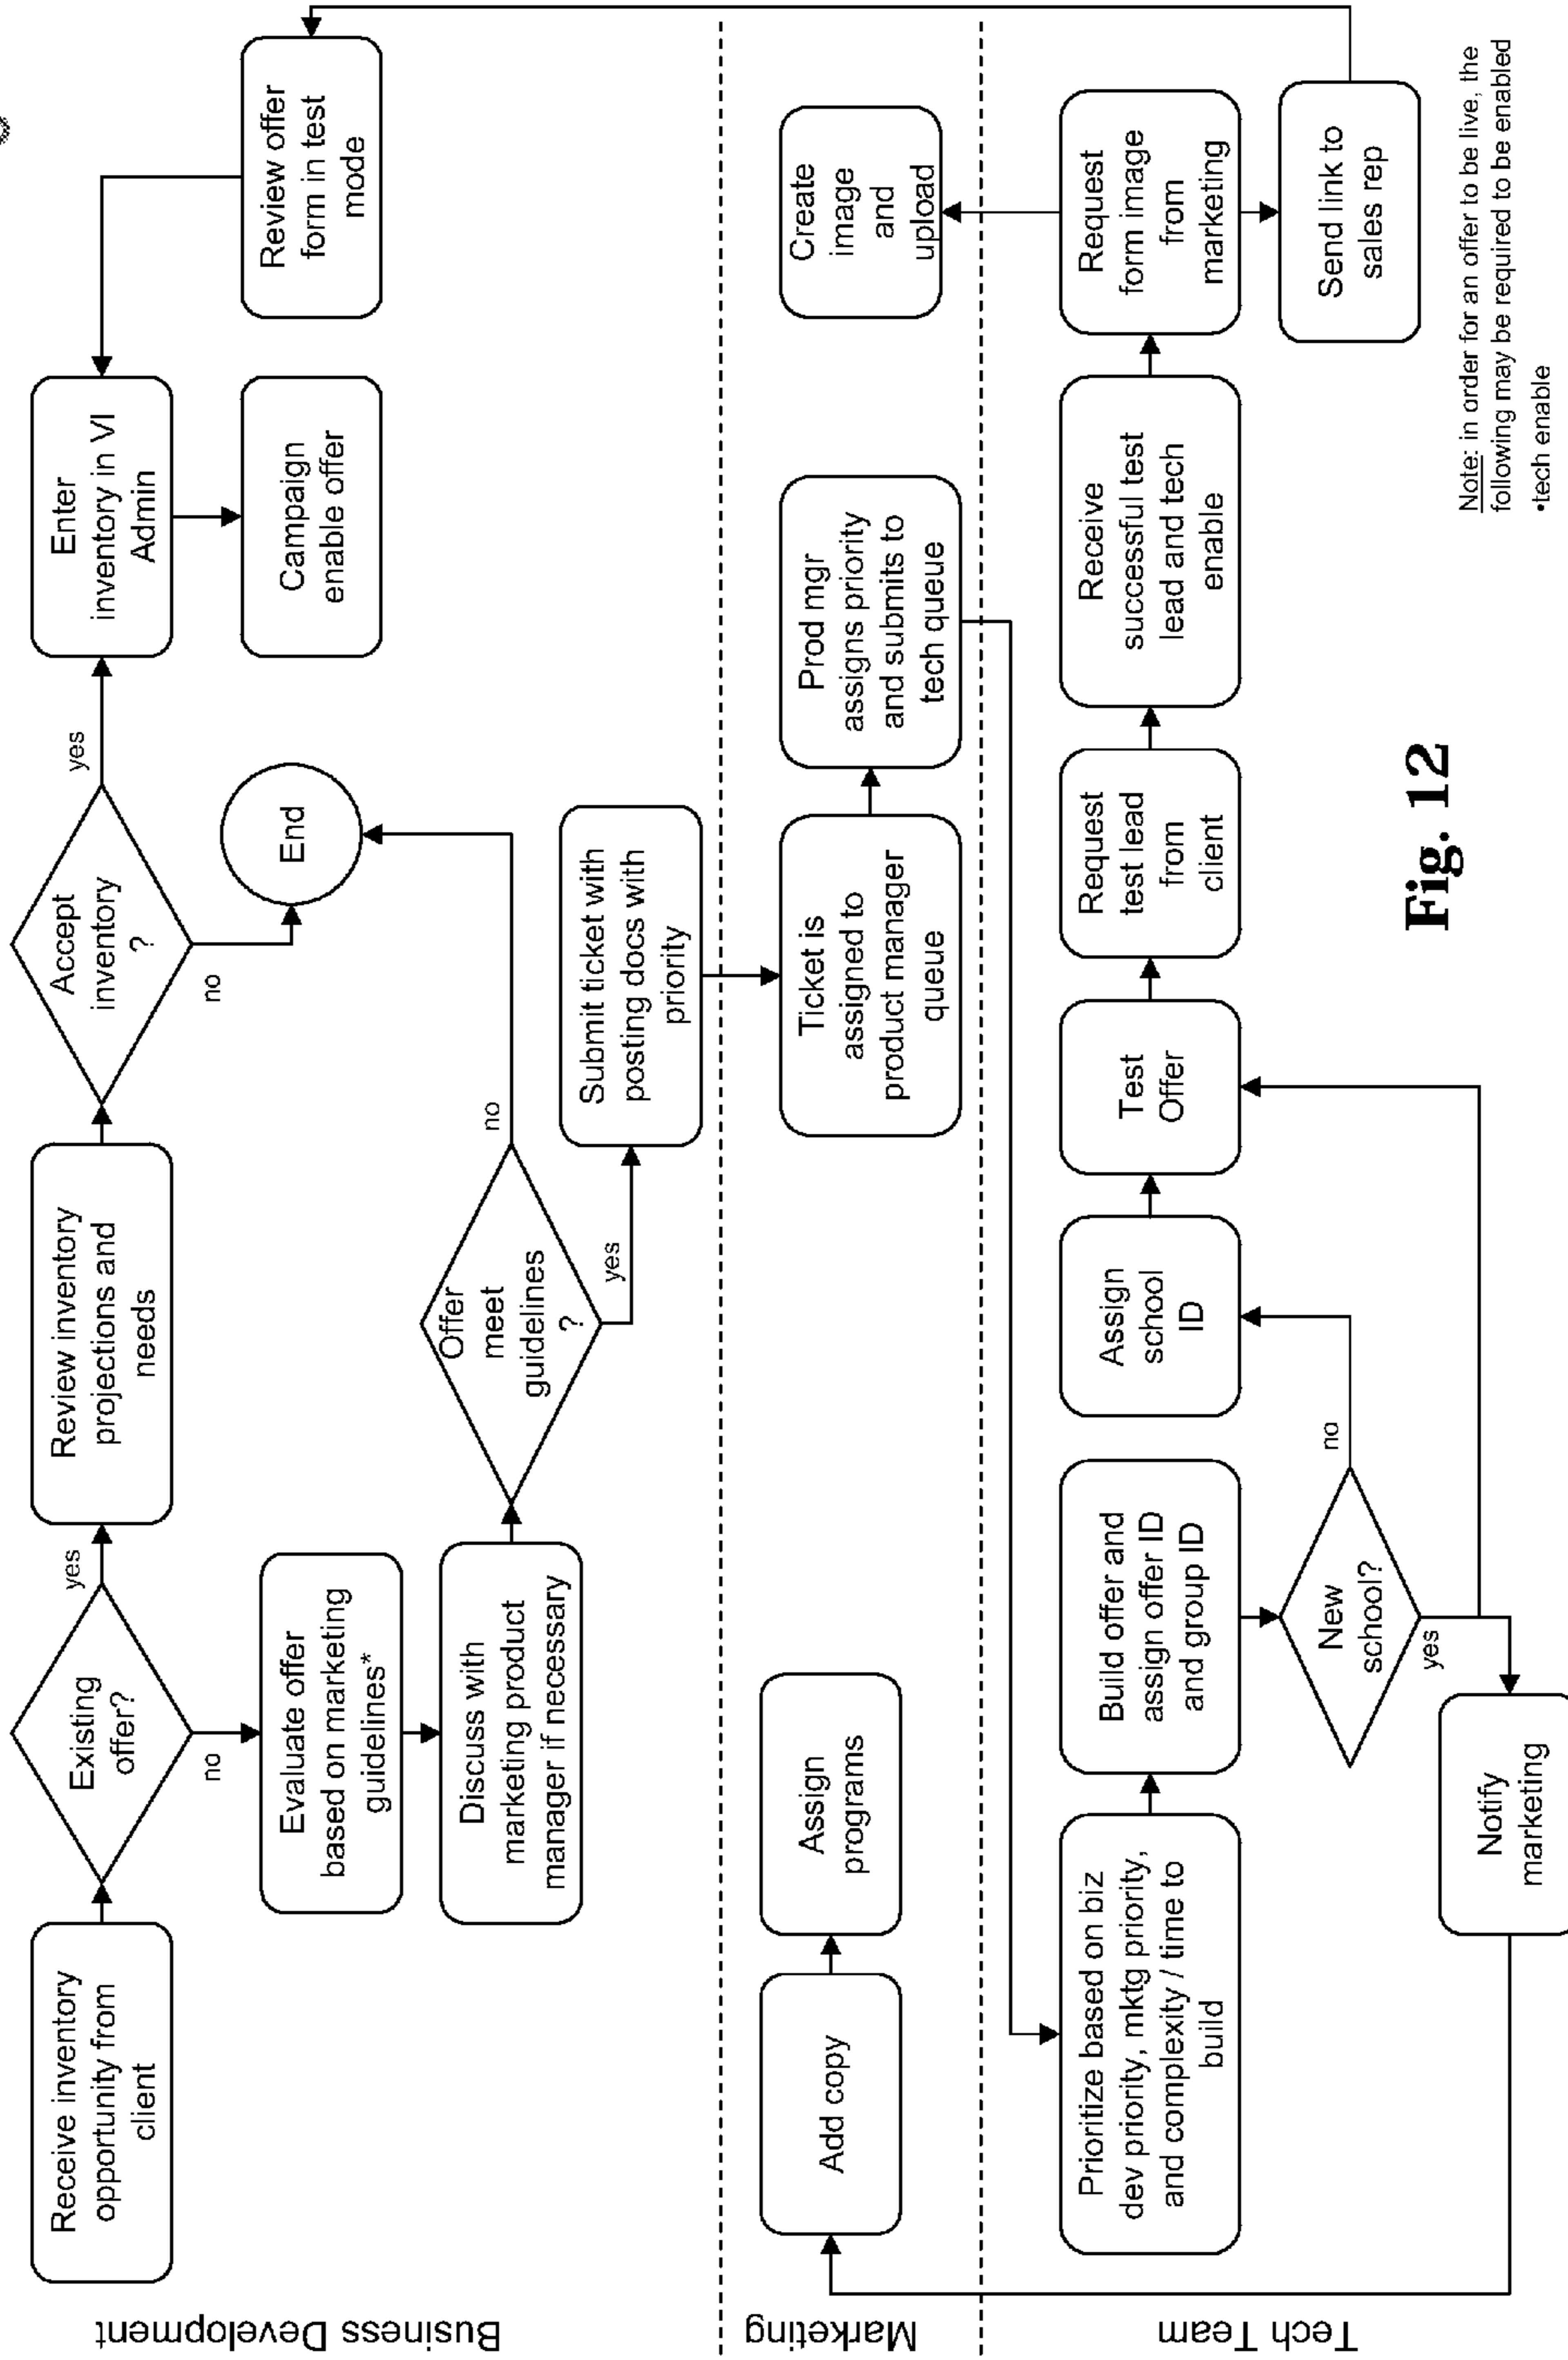 Business Development
Receive inventory
opportunity from
client
Existing
offer?
yes
no
Review inventory
projections and
needs
Accept
inventory
?
yes
no
Enter
inventory in VI
Admin
Campaign
enable offer
Review offer
form in test
mode
End
Evaluate offer
based on marketing
guidelines*
Discuss with
marketing product
manager if necessary
Offer
meet
guidelines
?
no
yes
Submit ticket with
posting docs with
priority
Marketing
Add copy
Assign
programs
Ticket is
assigned to
product manager
queue
Prod mgr
assigns priority
and submits to
tech queue
Create
image
and
upload
Tech Team
Prioritize based on biz
dev priority, mktg priority,
and complexity / time to
build
Build offer and
assign offer ID
and group ID
New
school?
no
yes
Assign
school
ID
Test
Offer
Request
test lead
from
client
Receive
successful test
lead and tech
enable
Request
form image
from
marketing
Send link to
sales rep
Notify
marketing
Fig. 12
Note: in order for an offer to be live, the
following may be required to be enabled
•tech enable